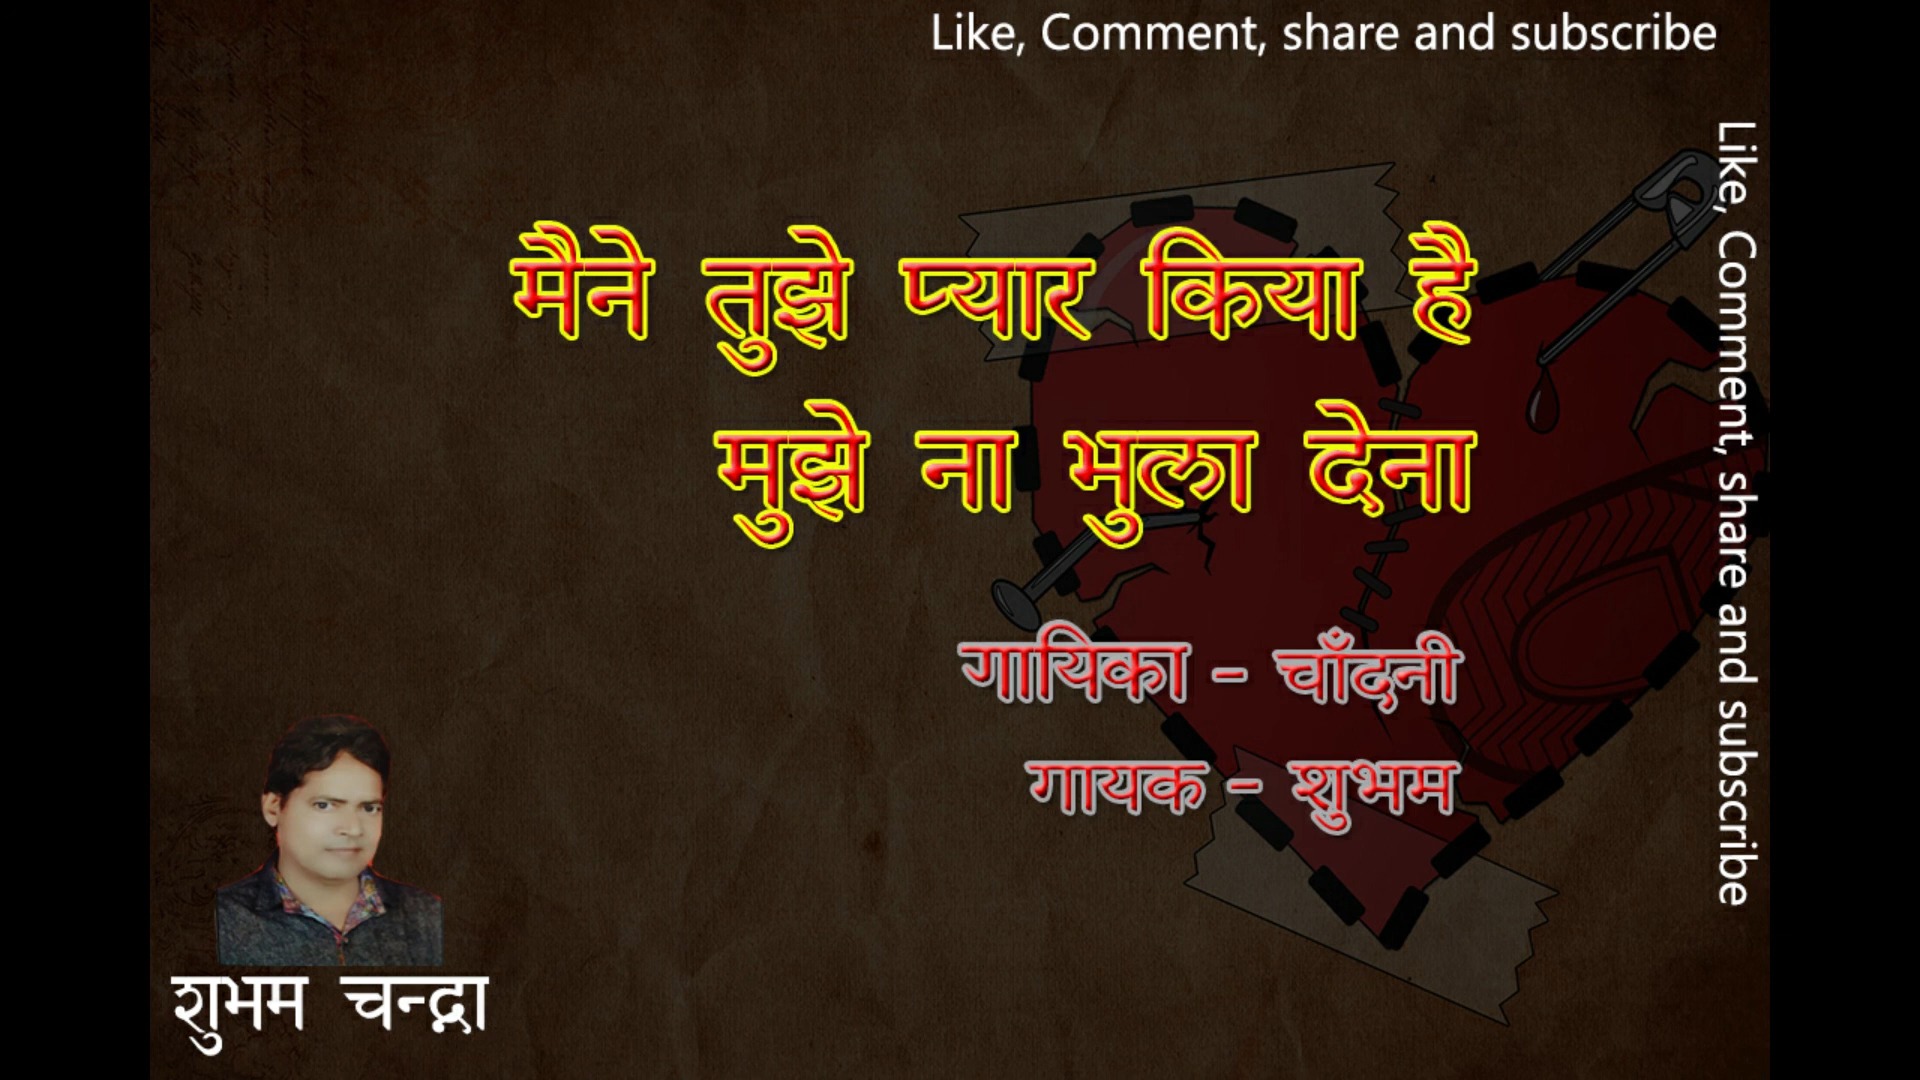 Like, Comment, share and subscribe
Like, Comment, share and subscribe
मैने तुझे प्यार किया है
मुझे ना भुला देना
गायिका - चाँदनी
गायक - शुभम
शुभम चन्द्रा